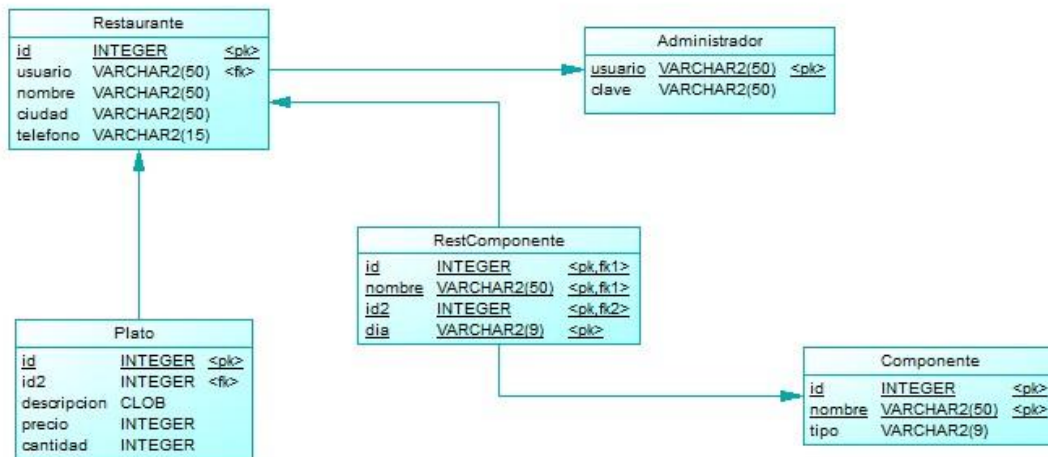 Restaurante
id INTEGER <pk>
usuario VARCHAR2(50) <fk>
nombre VARCHAR2(50)
ciudad VARCHAR2(50)
telefono VARCHAR2(15)
Administrador
usuario VARCHAR2(50) <pk>
clave VARCHAR2(50)
RestComponente
id INTEGER <pk,fk1>
nombre VARCHAR2(50) <pk,fk1>
id2 INTEGER <pk,fk2>
dia VARCHAR2(9) <pk>
Plato
id INTEGER <pk>
id2 INTEGER <fk>
descripcion CLOB
precio INTEGER
cantidad INTEGER
Componente
id INTEGER <pk>
nombre VARCHAR2(50) <pk>
tipo VARCHAR2(9)